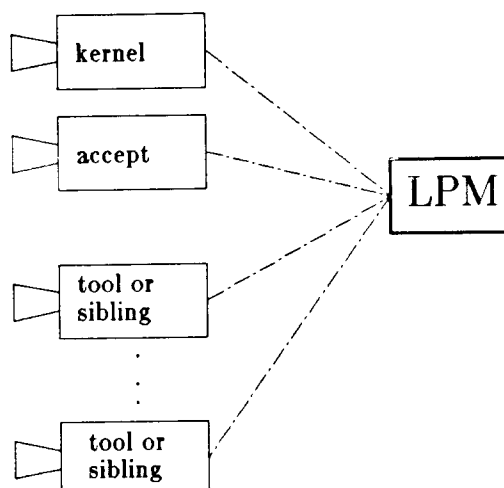 kernel
accept
LPM
tool or
sibling
tool or
sibling